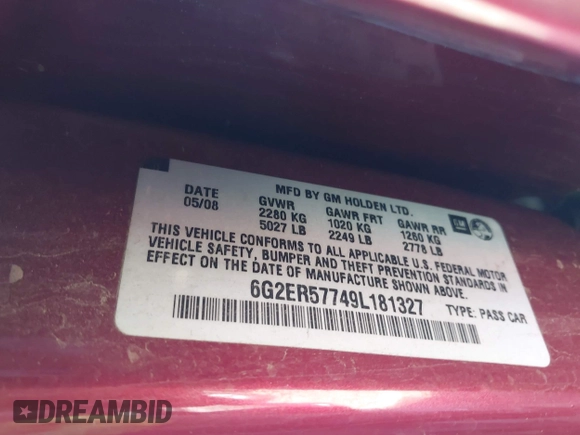 MFD BY GM HOLDEN LTD.
DATE GVWR GAWR FRT GAWR RR
05/08 2280 KG 1020 KG 1260 KG
5027 LB 2249 LB 2778 LB
GM
THIS VEHICLE CONFORMS TO ALL APPLICABLE U.S. FEDERAL MOTOR
VEHICLE SAFETY, BUMPER AND THEFT PREVENTION STANDARDS IN
EFFECT ON THE DATE OF MANUFACTURE SHOWN ABOVE.
6G2ER57749L181327
TYPE: PASS CAR
DREAMBID